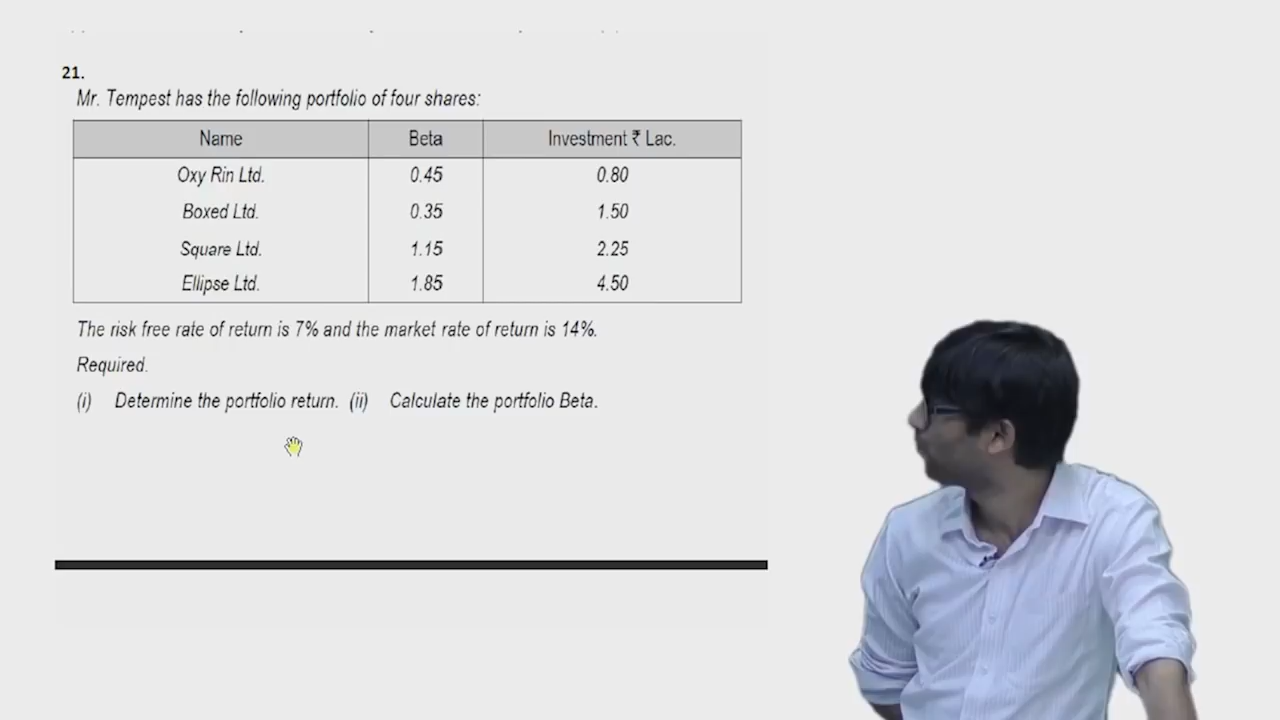 21.
Mr. Tempest has the following portfolio of four shares:
Name Beta Investment ₹ Lac.
Oxy Rin Ltd. 0.45 0.80
Boxed Ltd. 0.35 1.50
Square Ltd. 1.15 2.25
Ellipse Ltd. 1.85 4.50
The risk free rate of return is 7% and the market rate of return is 14%.
Required.
(i) Determine the portfolio return. (ii) Calculate the portfolio Beta.